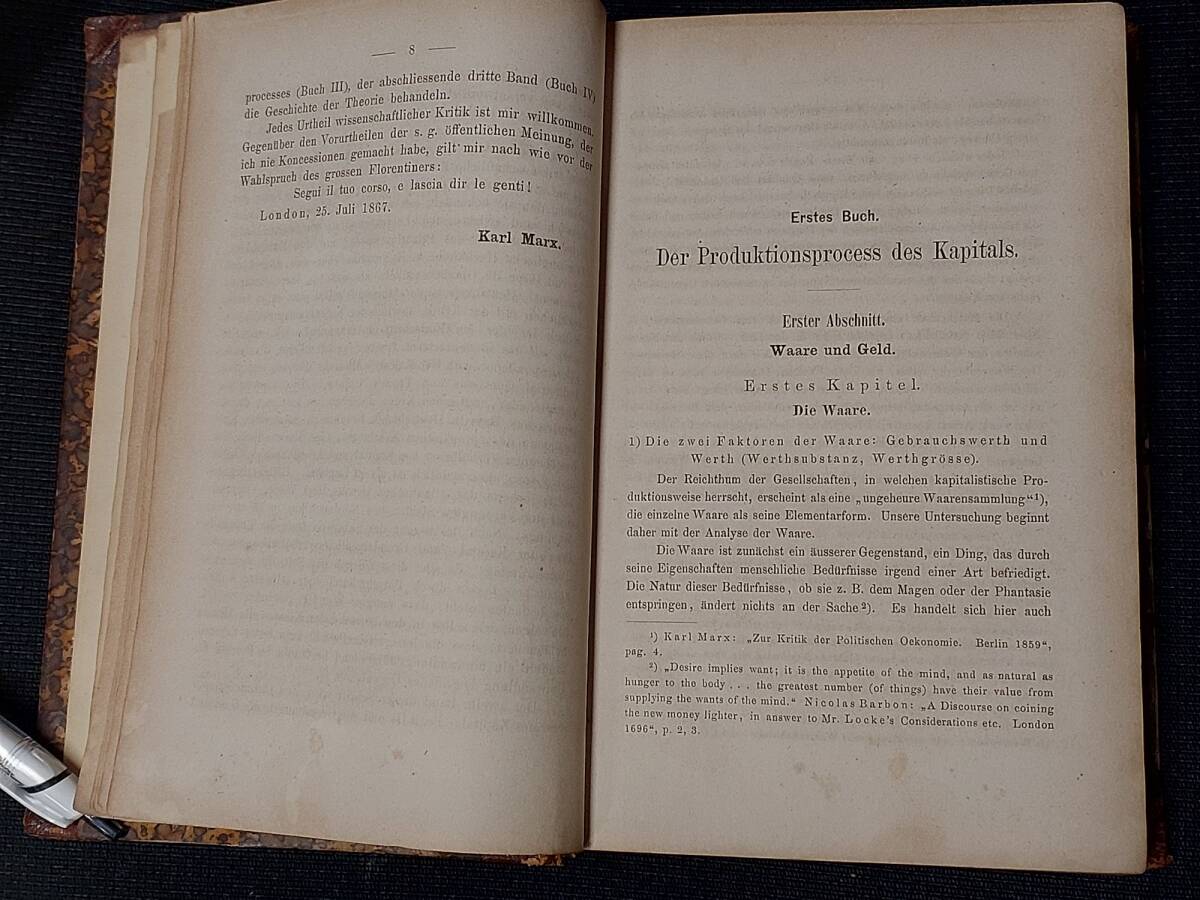 — 8 —
processes (Buch III), der abschliessende dritte Band (Buch IV)
die Geschichte der Theorie behandeln.
Jedes Urtheil wissenschaftlicher Kritik ist mir willkommen.
Gegenüber den Vorurtheilen der s. g. öffentlichen Meinung, der
ich nie Koncessionen gemacht habe, gilt mir nach wie vor der
Wahlspruch des grossen Florentiners:
Segui il tuo corso, e lascia dir le genti!
London, 25. Juli 1867.
Karl Marx.
Erstes Buch.
Der Produktionsprocess des Kapitals.
Erster Abschnitt.
Waare und Geld.
Erstes Kapitel.
Die Waare.
1) Die zwei Faktoren der Waare: Gebrauchswerth und
Werth (Werthsubstanz, Werthgrösse).
Der Reichthum der Gesellschaften, in welchen kapitalistische Pro-
duktionsweise herrscht, erscheint als eine „ungeheure Waarensammlung“¹),
die einzelne Waare als seine Elementarform. Unsere Untersuchung beginnt
daher mit der Analyse der Waare.
Die Waare ist zunächst ein äusserer Gegenstand, ein Ding, das durch
seine Eigenschaften menschliche Bedürfnisse irgend einer Art befriedigt.
Die Natur dieser Bedürfnisse, ob sie z. B. dem Magen oder der Phantasie
entspringen, ändert nichts an der Sache²). Es handelt sich hier auch
¹) Karl Marx: „Zur Kritik der Politischen Oekonomie. Berlin 1859“,
pag. 4.
²) „Desire implies want; it is the appetite of the mind, and as natural as
hunger to the body . . . the greatest number (of things) have their value from
supplying the wants of the mind.“ Nicolas Barbon: „A Discourse on coining
the new money lighter, in answer to Mr. Locke's Considerations etc. London
1696“, p. 2, 3.